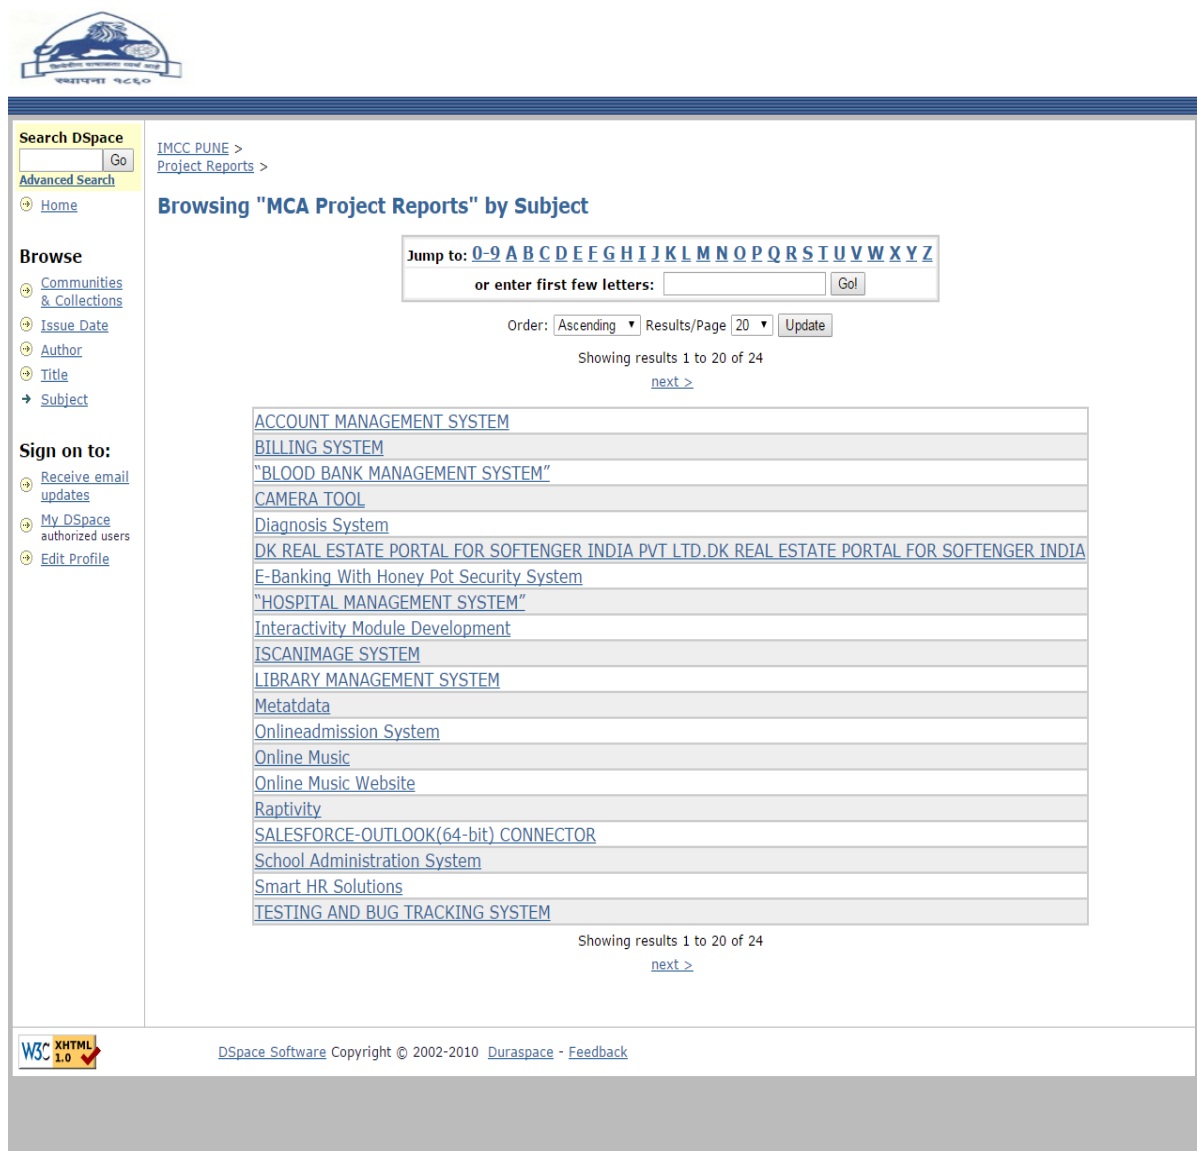 स्थापना १८६०
Search DSpace
Go
Advanced Search
Home
Browse
Communities
& Collections
Issue Date
Author
Title
Subject
Sign on to:
Receive email
updates
My DSpace
authorized users
Edit Profile
IMCC PUNE >
Project Reports >
Browsing "MCA Project Reports" by Subject
Jump to: 0-9 A B C D E F G H I J K L M N O P Q R S T U V W X Y Z
or enter first few letters: Go!
Order: Ascending Results/Page 20 Update
Showing results 1 to 20 of 24
next >
ACCOUNT MANAGEMENT SYSTEM
BILLING SYSTEM
“BLOOD BANK MANAGEMENT SYSTEM”
CAMERA TOOL
Diagnosis System
DK REAL ESTATE PORTAL FOR SOFTENGER INDIA PVT LTD.DK REAL ESTATE PORTAL FOR SOFTENGER INDIA
E-Banking With Honey Pot Security System
“HOSPITAL MANAGEMENT SYSTEM”
Interactivity Module Development
ISCANIMAGE SYSTEM
LIBRARY MANAGEMENT SYSTEM
Metatdata
Onlineadmission System
Online Music
Online Music Website
Raptivity
SALESFORCE-OUTLOOK(64-bit) CONNECTOR
School Administration System
Smart HR Solutions
TESTING AND BUG TRACKING SYSTEM
Showing results 1 to 20 of 24
next >
W3C XHTML 1.0
DSpace Software Copyright © 2002-2010 Duraspace - Feedback